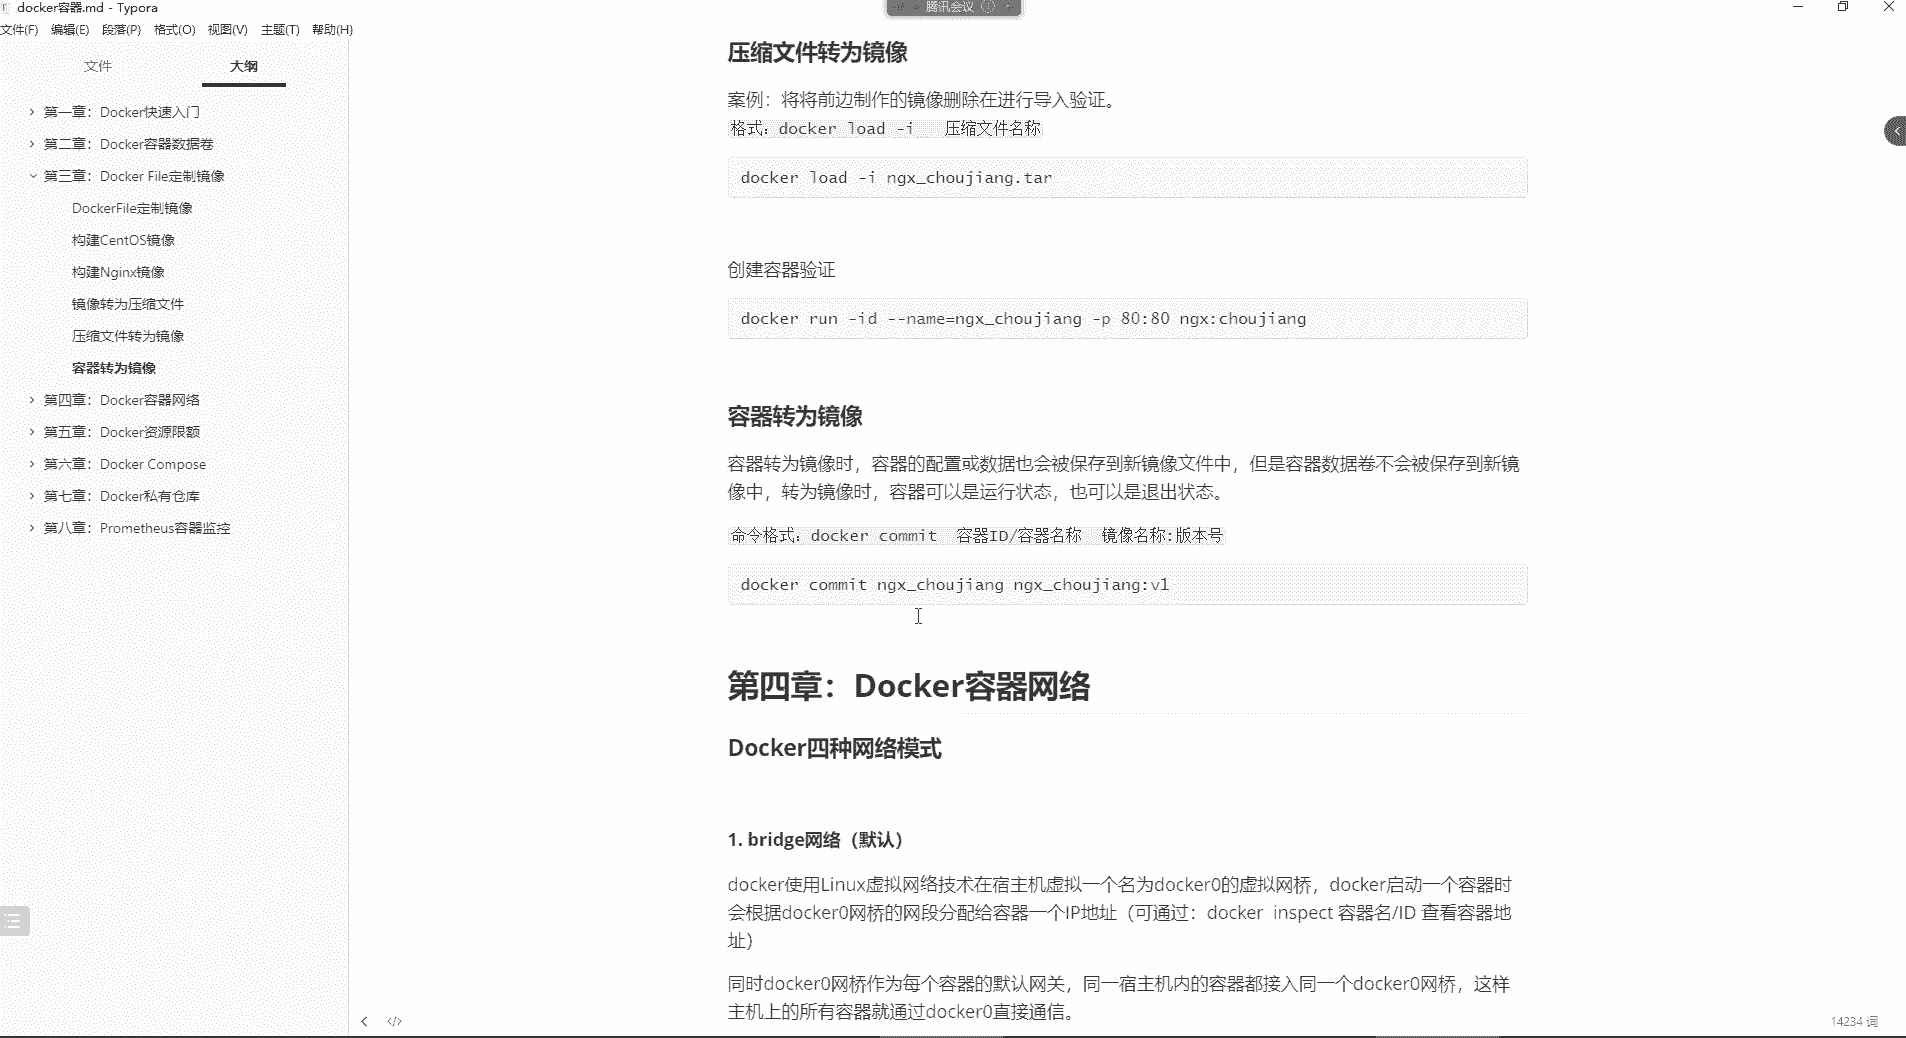 docker容器.md - Typora
腾讯会议
文件(F) 编辑(E) 段落(P) 格式(O) 视图(V) 主题(T) 帮助(H)
文件 大纲
第一章：Docker快速入门
第二章：Docker容器数据卷
第三章：Docker File定制镜像
DockerFile定制镜像
构建CentOS镜像
构建Nginx镜像
镜像转为压缩文件
压缩文件转为镜像
容器转为镜像
第四章：Docker容器网络
第五章：Docker资源限额
第六章：Docker Compose
第七章：Docker私有仓库
第八章：Prometheus容器监控
压缩文件转为镜像
案例：将将前边制作的镜像删除在进行导入验证。
格式：docker load -i 压缩文件名称
docker load -i ngx_choujiang.tar
创建容器验证
docker run -id --name=ngx_choujiang -p 80:80 ngx:choujiang
容器转为镜像
容器转为镜像时，容器的配置或数据也会被保存到新镜像文件中，但是容器数据卷不会被保存到新镜
像中，转为镜像时，容器可以是运行状态，也可以是退出状态。
命令格式：docker commit 容器ID/容器名称 镜像名称:版本号
docker commit ngx_choujiang ngx_choujiang:v1
第四章：Docker容器网络
Docker四种网络模式
1. bridge网络（默认）
docker使用Linux虚拟网络技术在宿主机虚拟一个名为docker0的虚拟网桥，docker启动一个容器时
会根据docker0网桥的网段分配给容器一个IP地址（可通过：docker inspect 容器名/ID 查看容器地
址）
同时docker0网桥作为每个容器的默认网关，同一宿主机内的容器都接入同一个docker0网桥，这样
主机上的所有容器就通过docker0直接通信。
14234 词